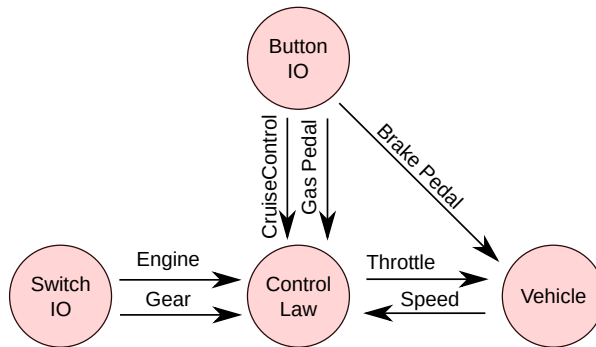 Button
IO
CruiseControl
Gas Pedal
Brake Pedal
Engine
Throttle
Switch
IO
Gear
Control
Law
Speed
Vehicle